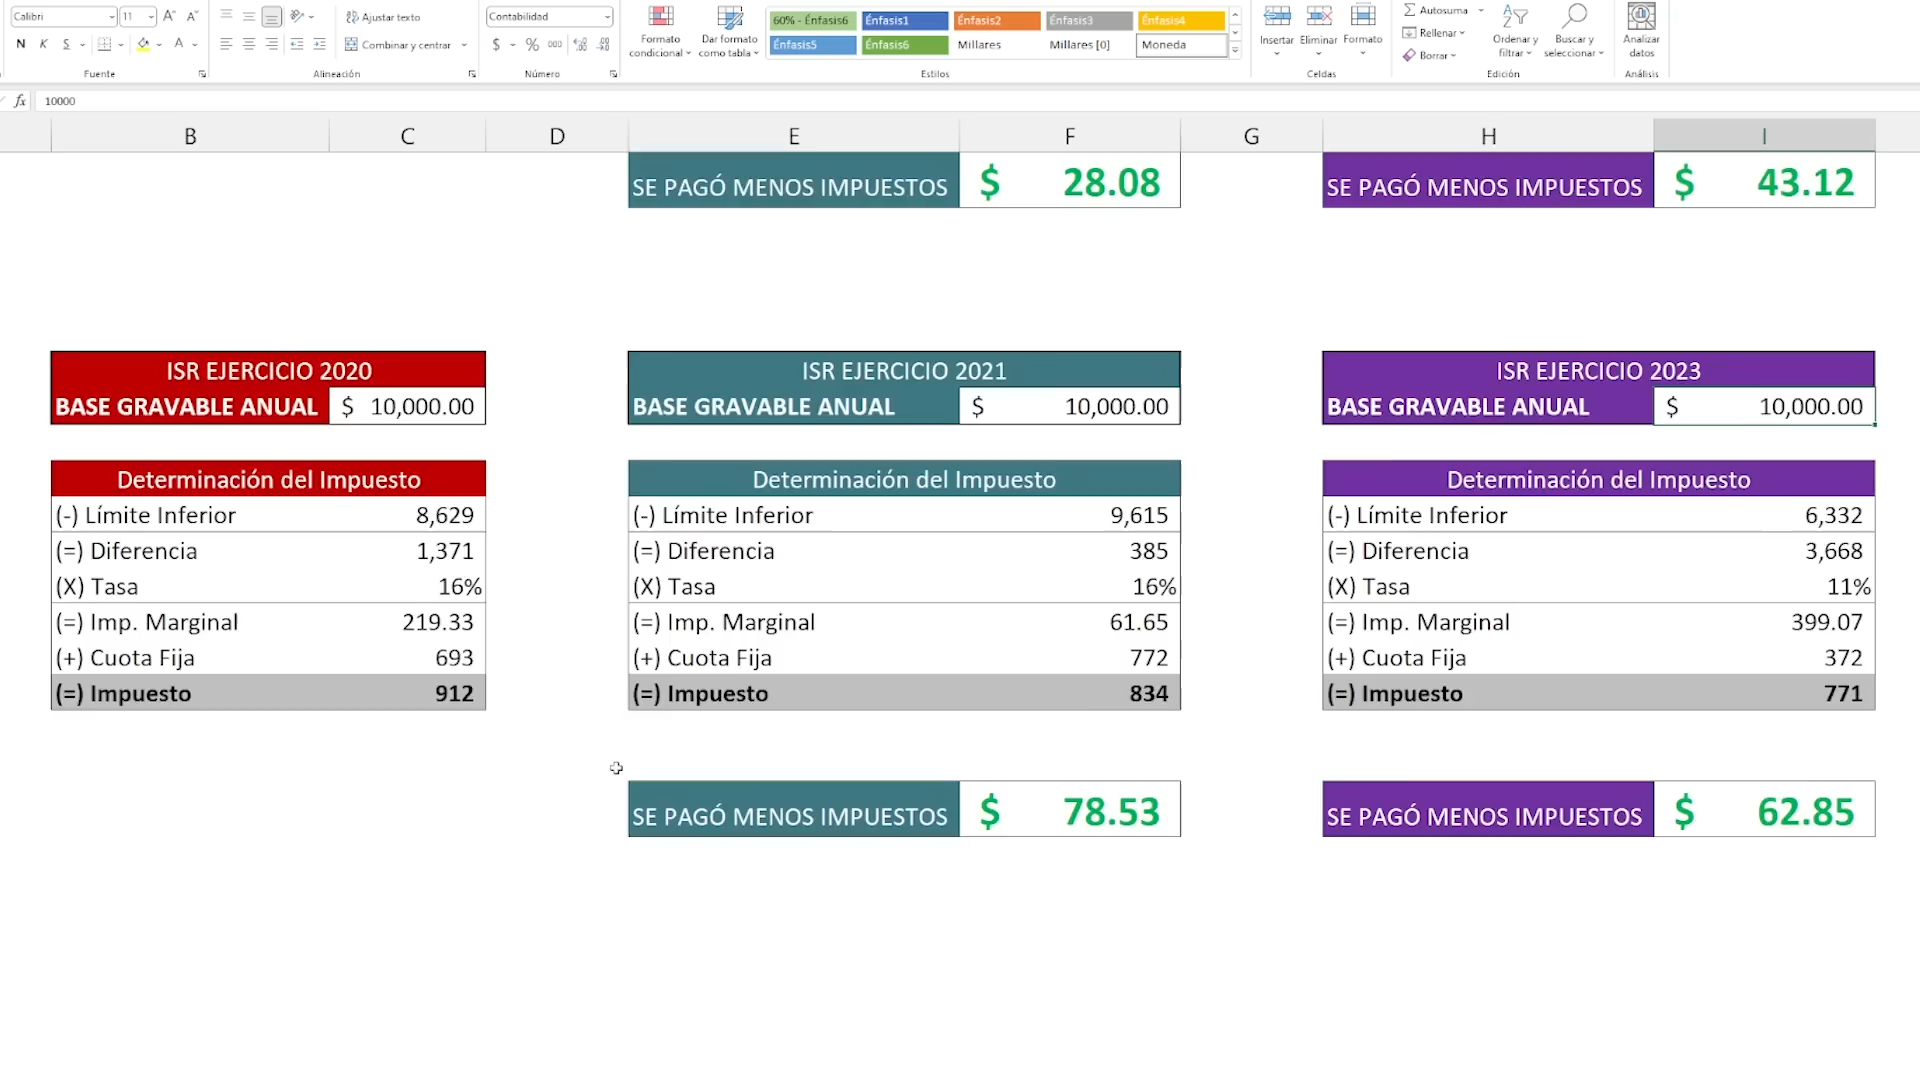 Calibri 11 A A Ajustar texto Contabilidad 60% - Énfasis6 Énfasis1 Énfasis2 Énfasis3 Énfasis4 Autosuma
N K S A Combinar y centrar $ % 000 Formato condicional Dar formato como tabla Énfasis5 Énfasis6 Millares Millares [0] Moneda Insertar Eliminar Formato Rellenar Borrar Ordenar y filtrar Buscar y seleccionar Analizar datos
Fuente Alineación Número Estilos Celdas Edición Análisis
fx 10000
B C D E F G H I
SE PAGÓ MENOS IMPUESTOS $ 28.08 SE PAGÓ MENOS IMPUESTOS $ 43.12
ISR EJERCICIO 2020 ISR EJERCICIO 2021 ISR EJERCICIO 2023
BASE GRAVABLE ANUAL $ 10,000.00 BASE GRAVABLE ANUAL $ 10,000.00 BASE GRAVABLE ANUAL $ 10,000.00
Determinación del Impuesto Determinación del Impuesto Determinación del Impuesto
(-) Límite Inferior 8,629 (-) Límite Inferior 9,615 (-) Límite Inferior 6,332
(=) Diferencia 1,371 (=) Diferencia 385 (=) Diferencia 3,668
(X) Tasa 16% (X) Tasa 16% (X) Tasa 11%
(=) Imp. Marginal 219.33 (=) Imp. Marginal 61.65 (=) Imp. Marginal 399.07
(+) Cuota Fija 693 (+) Cuota Fija 772 (+) Cuota Fija 372
(=) Impuesto 912 (=) Impuesto 834 (=) Impuesto 771
SE PAGÓ MENOS IMPUESTOS $ 78.53 SE PAGÓ MENOS IMPUESTOS $ 62.85